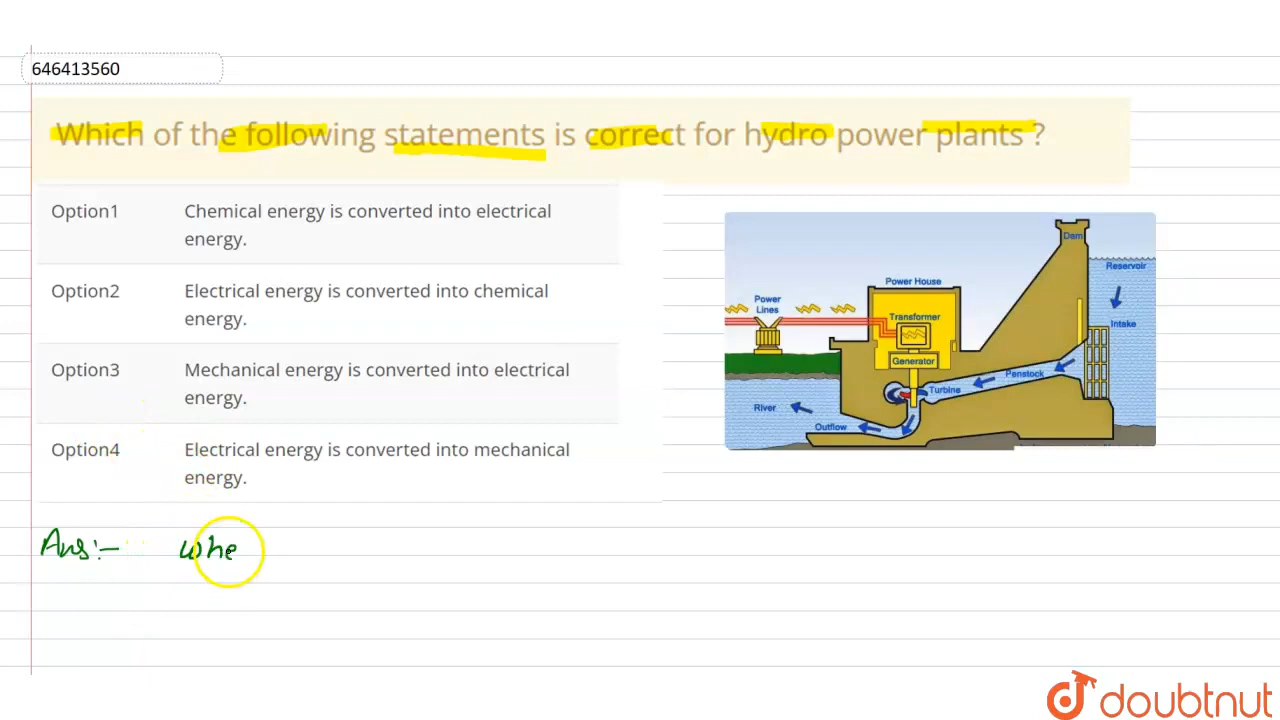 646413560
Which of the following statements is correct for hydro power plants ?
Option1 Chemical energy is converted into electrical
energy.
Option2 Electrical energy is converted into chemical
energy.
Option3 Mechanical energy is converted into electrical
energy.
Option4 Electrical energy is converted into mechanical
energy.
Dam
Reservoir
Power House
Power
Lines
Transformer
Intake
Generator
Penstock
Turbine
River
Outflow
Ans:- Whe
doubtnut